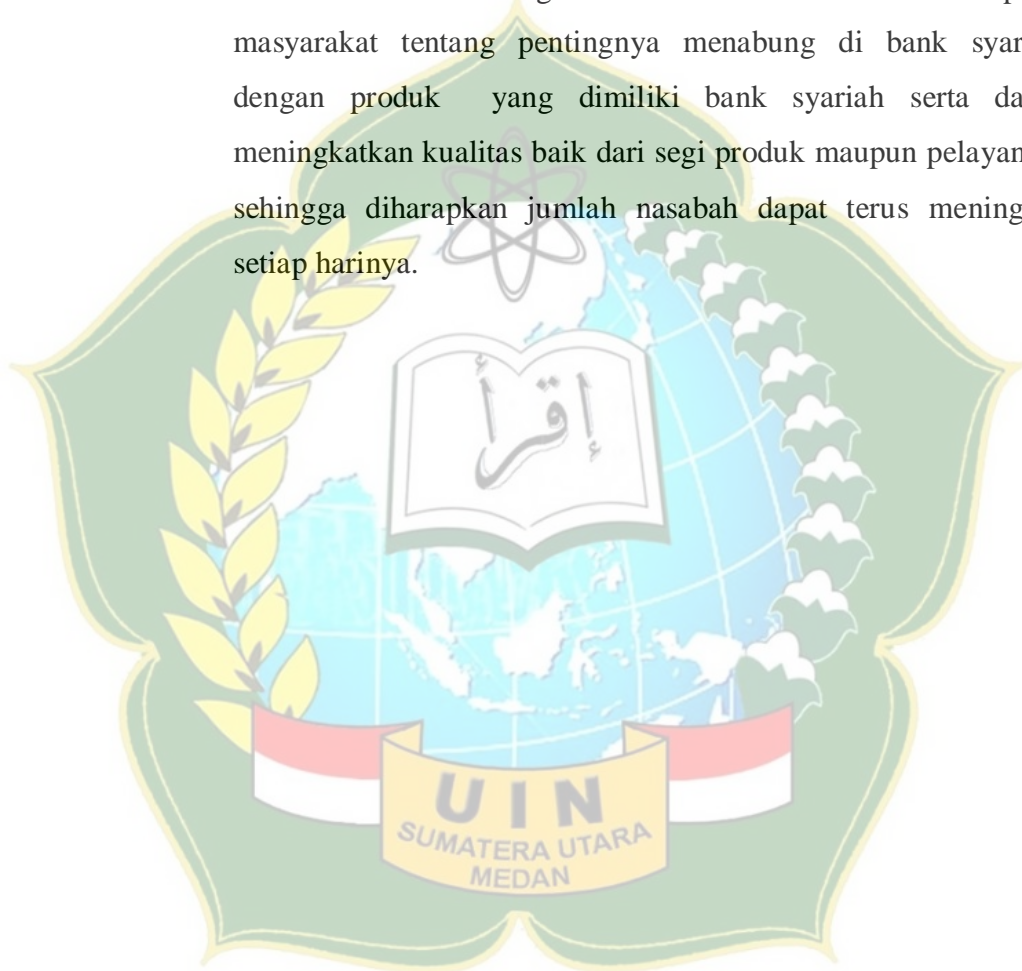 masyarakat tentang pentingnya menabung di bank syar
dengan produk yang dimiliki bank syariah serta da
meningkatkan kualitas baik dari segi produk maupun pelayan
sehingga diharapkan jumlah nasabah dapat terus mening
setiap harinya.
إقرأ
UIN
SUMATERA UTARA
MEDAN